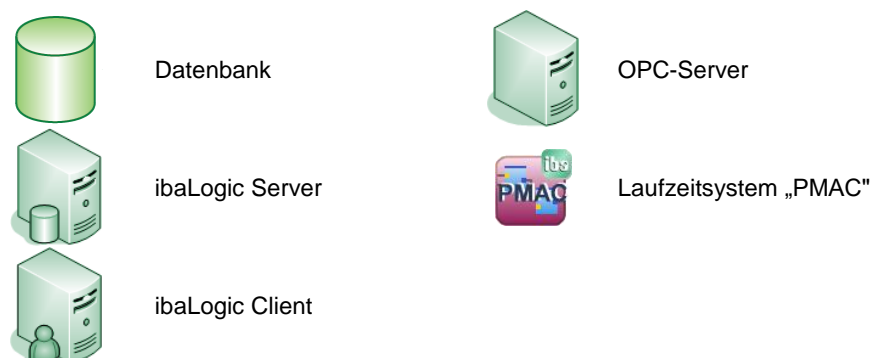 Datenbank
OPC-Server
ibaLogic Server
iba
PMAC
Laufzeitsystem „PMAC"
ibaLogic Client